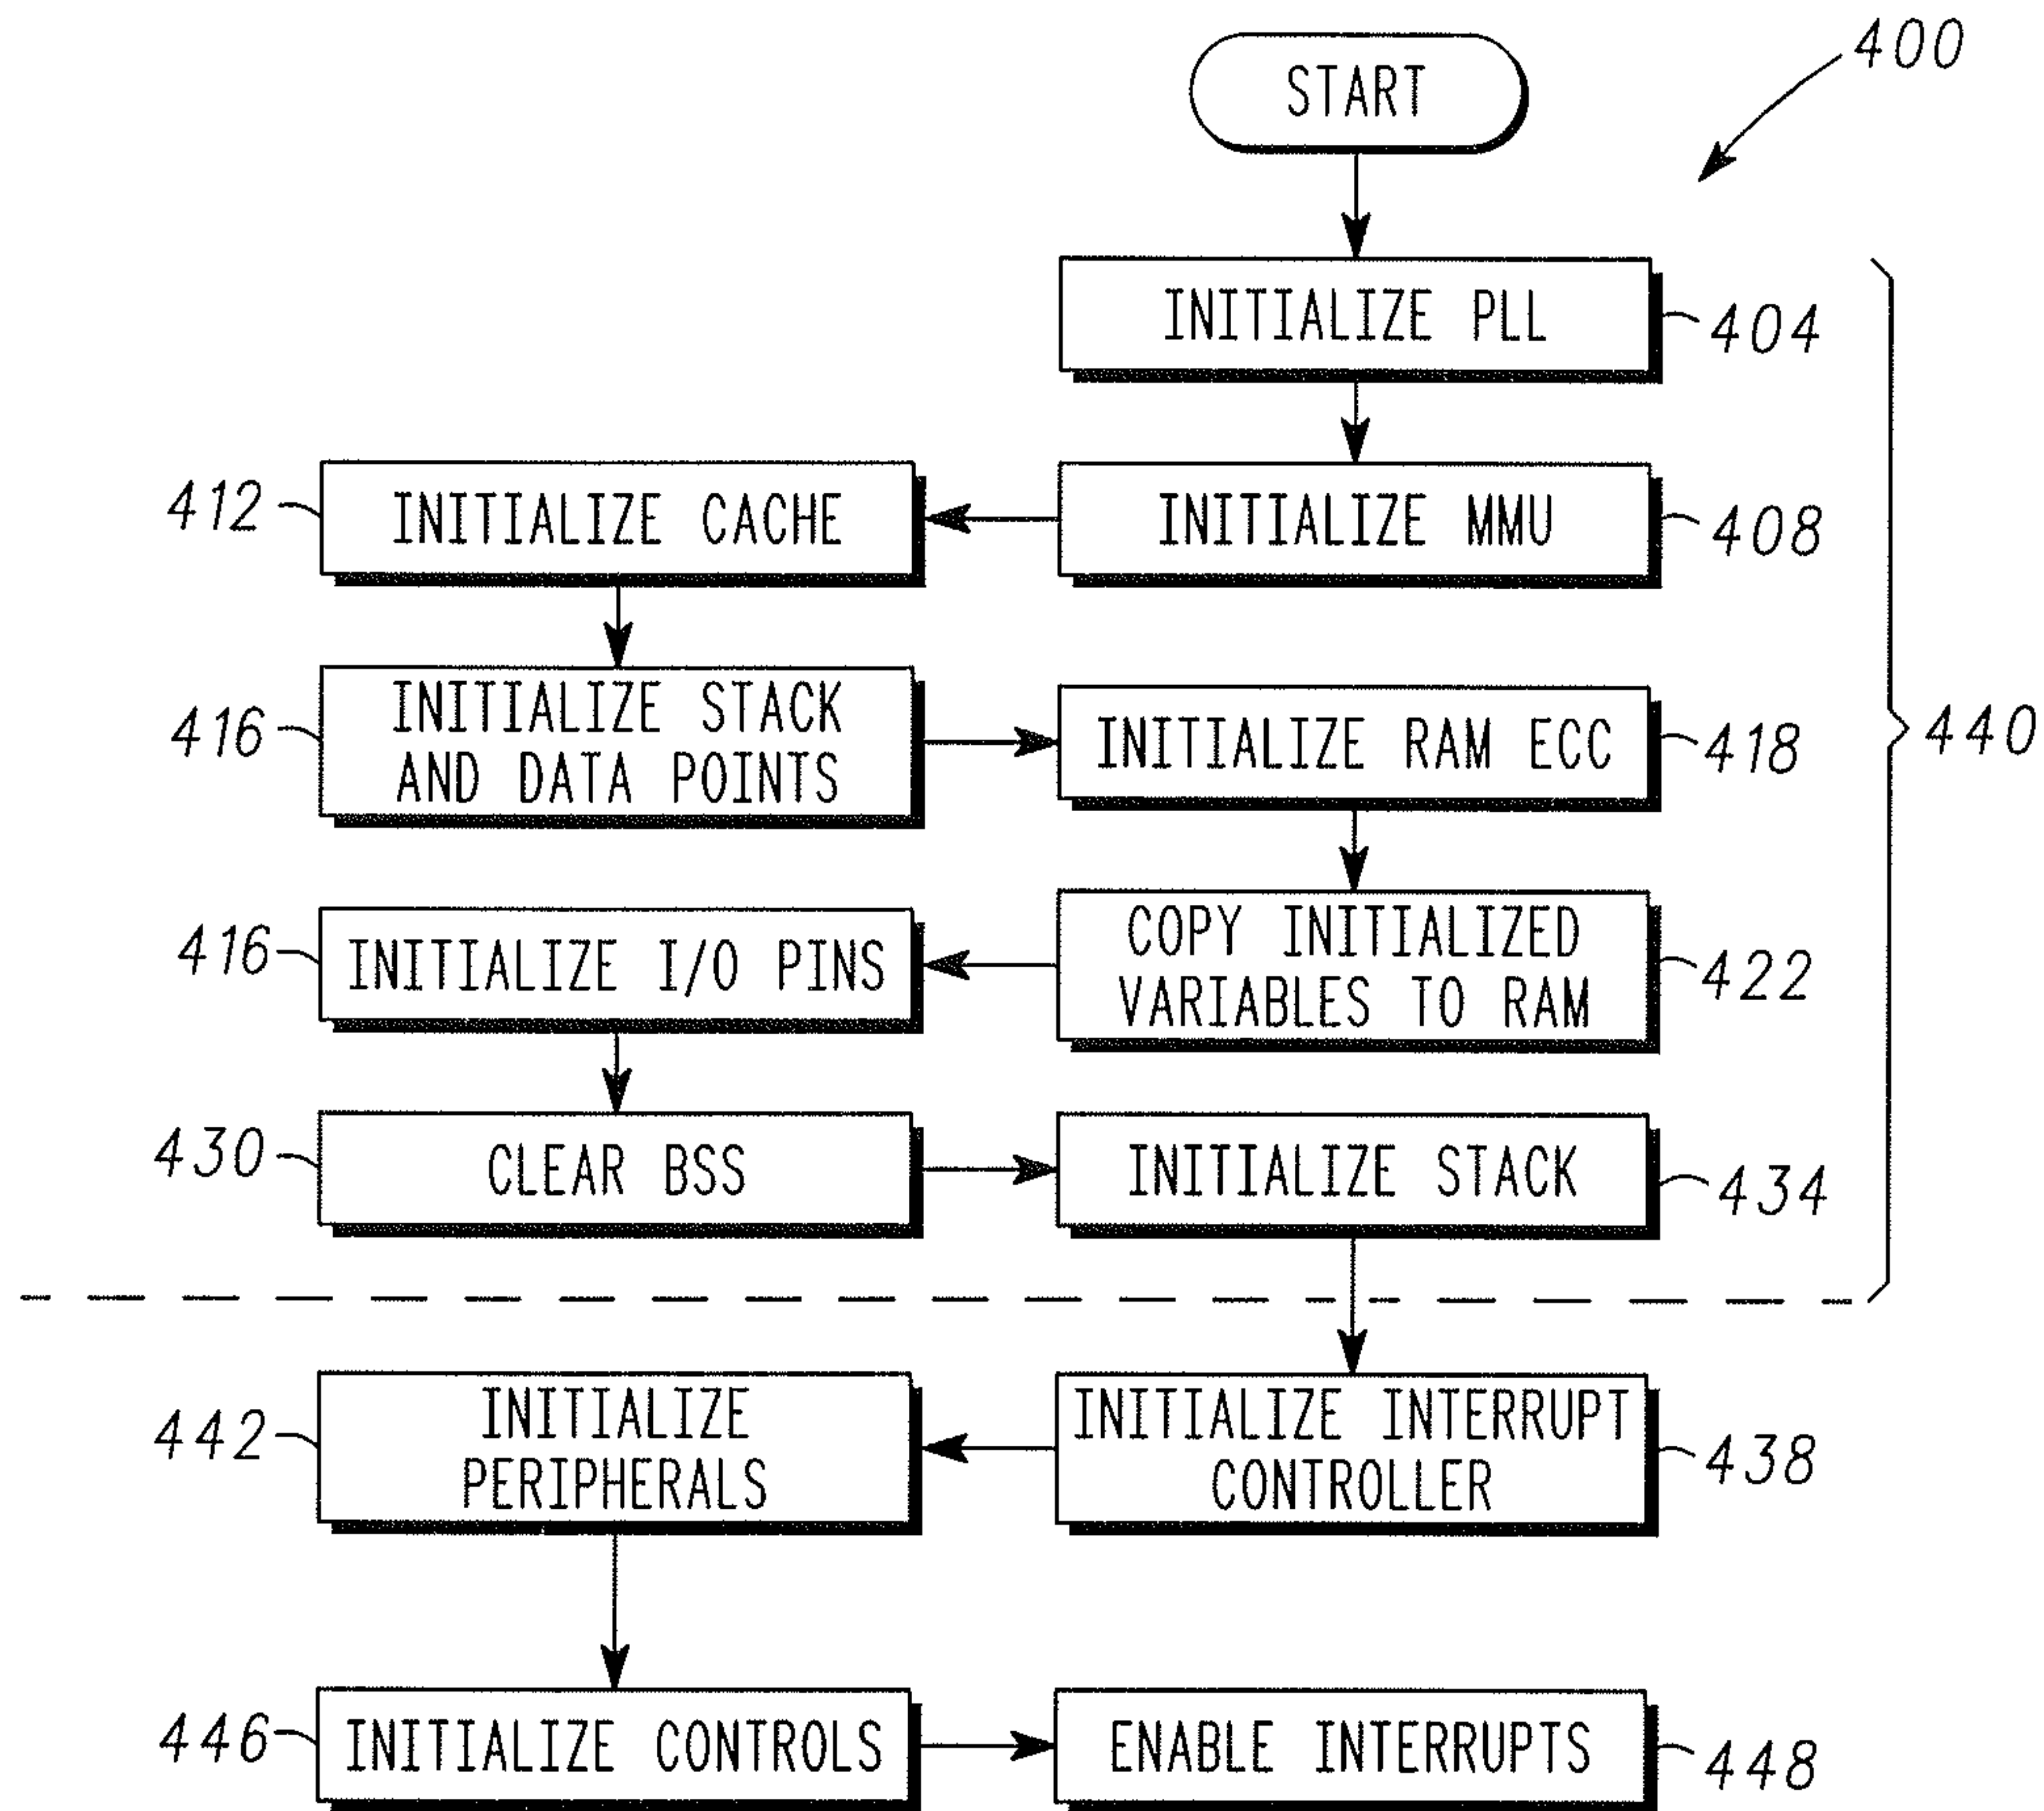 400
START
INITIALIZE PLL
404
412
INITIALIZE CACHE
INITIALIZE MMU
408
416
INITIALIZE STACK
AND DATA POINTS
INITIALIZE RAM ECC
418
440
416
INITIALIZE I/O PINS
COPY INITIALIZED
VARIABLES TO RAM
422
430
CLEAR BSS
INITIALIZE STACK
434
442
INITIALIZE
PERIPHERALS
INITIALIZE INTERRUPT
CONTROLLER
438
446
INITIALIZE CONTROLS
ENABLE INTERRUPTS
448